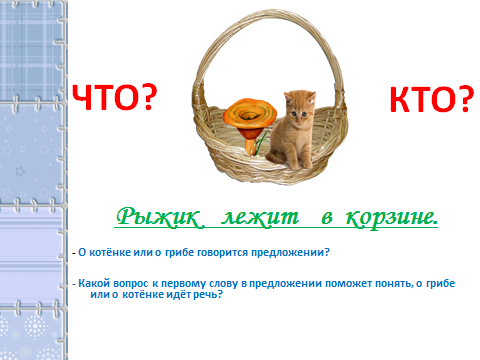 ЧТО?
КТО?
Рыжик лежит в корзине.
- О котёнке или о грибе говорится предложении?
- Какой вопрос к первому слову в предложении поможет понять, о грибе
или о котёнке идёт речь?